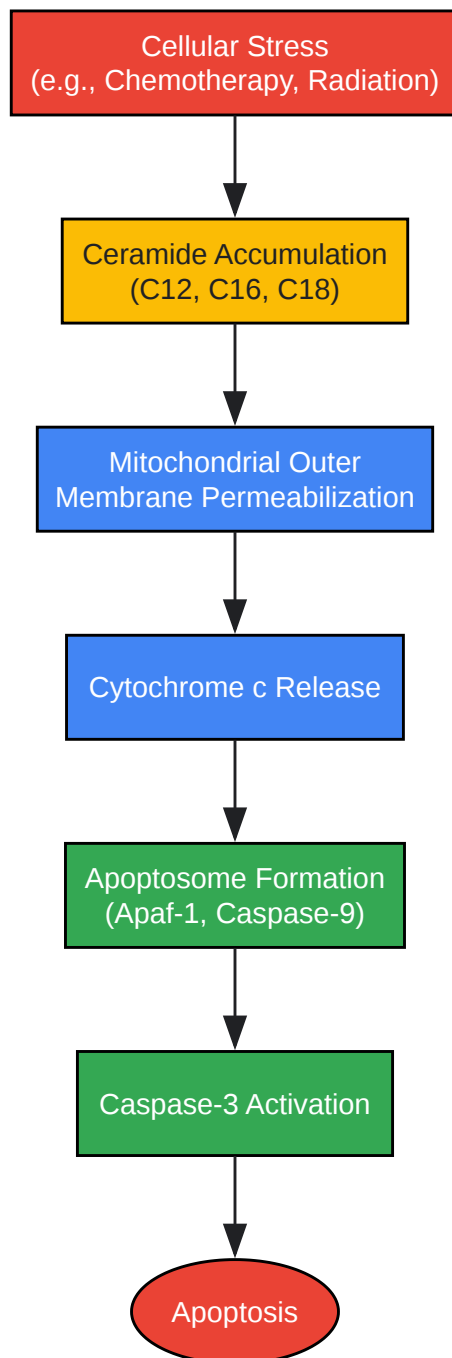 Cellular Stress
(e.g., Chemotherapy, Radiation)
Ceramide Accumulation
(C12, C16, C18)
Mitochondrial Outer
Membrane Permeabilization
Cytochrome c Release
Apoptosome Formation
(Apaf-1, Caspase-9)
Caspase-3 Activation
Apoptosis